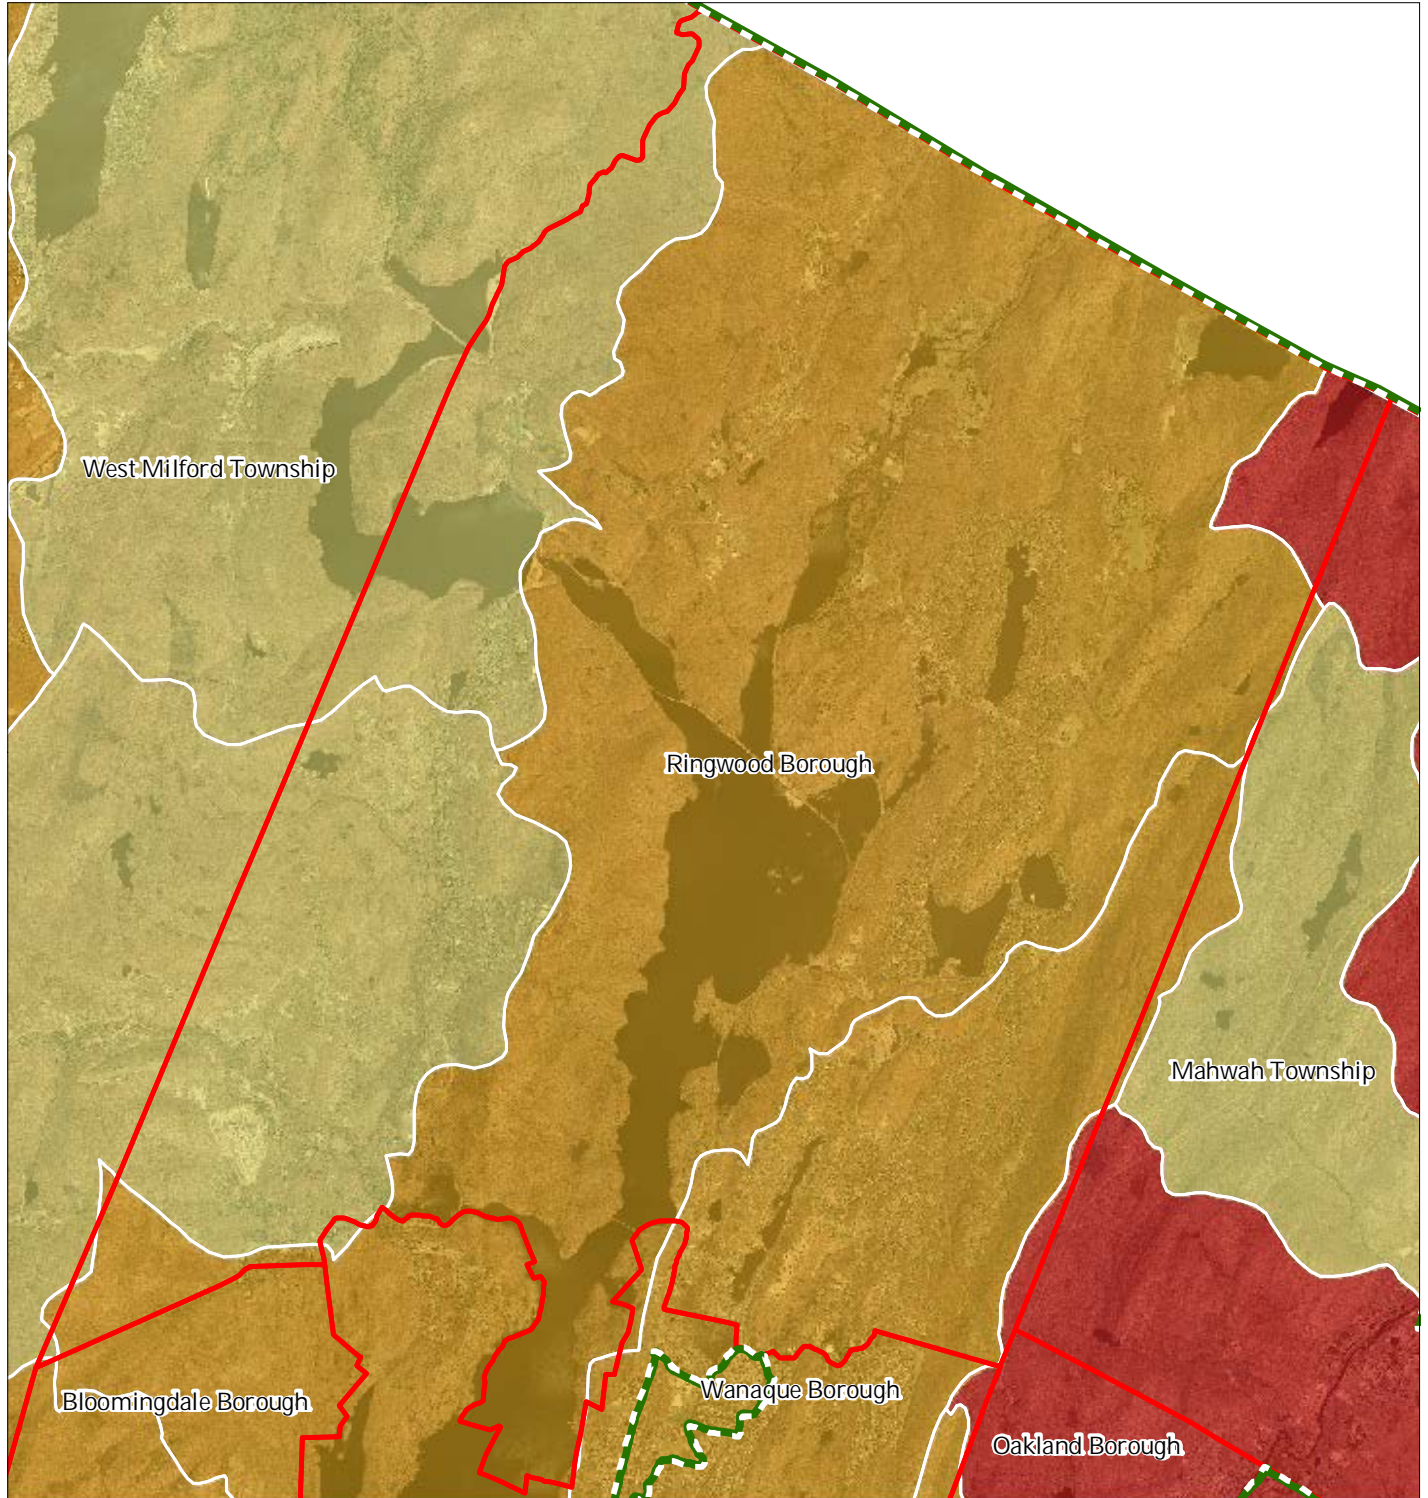 West Milford Township
Ringwood Borough
Mahwah Township
Wanaque Borough
Bloomingdale Borough
Oakland Borough